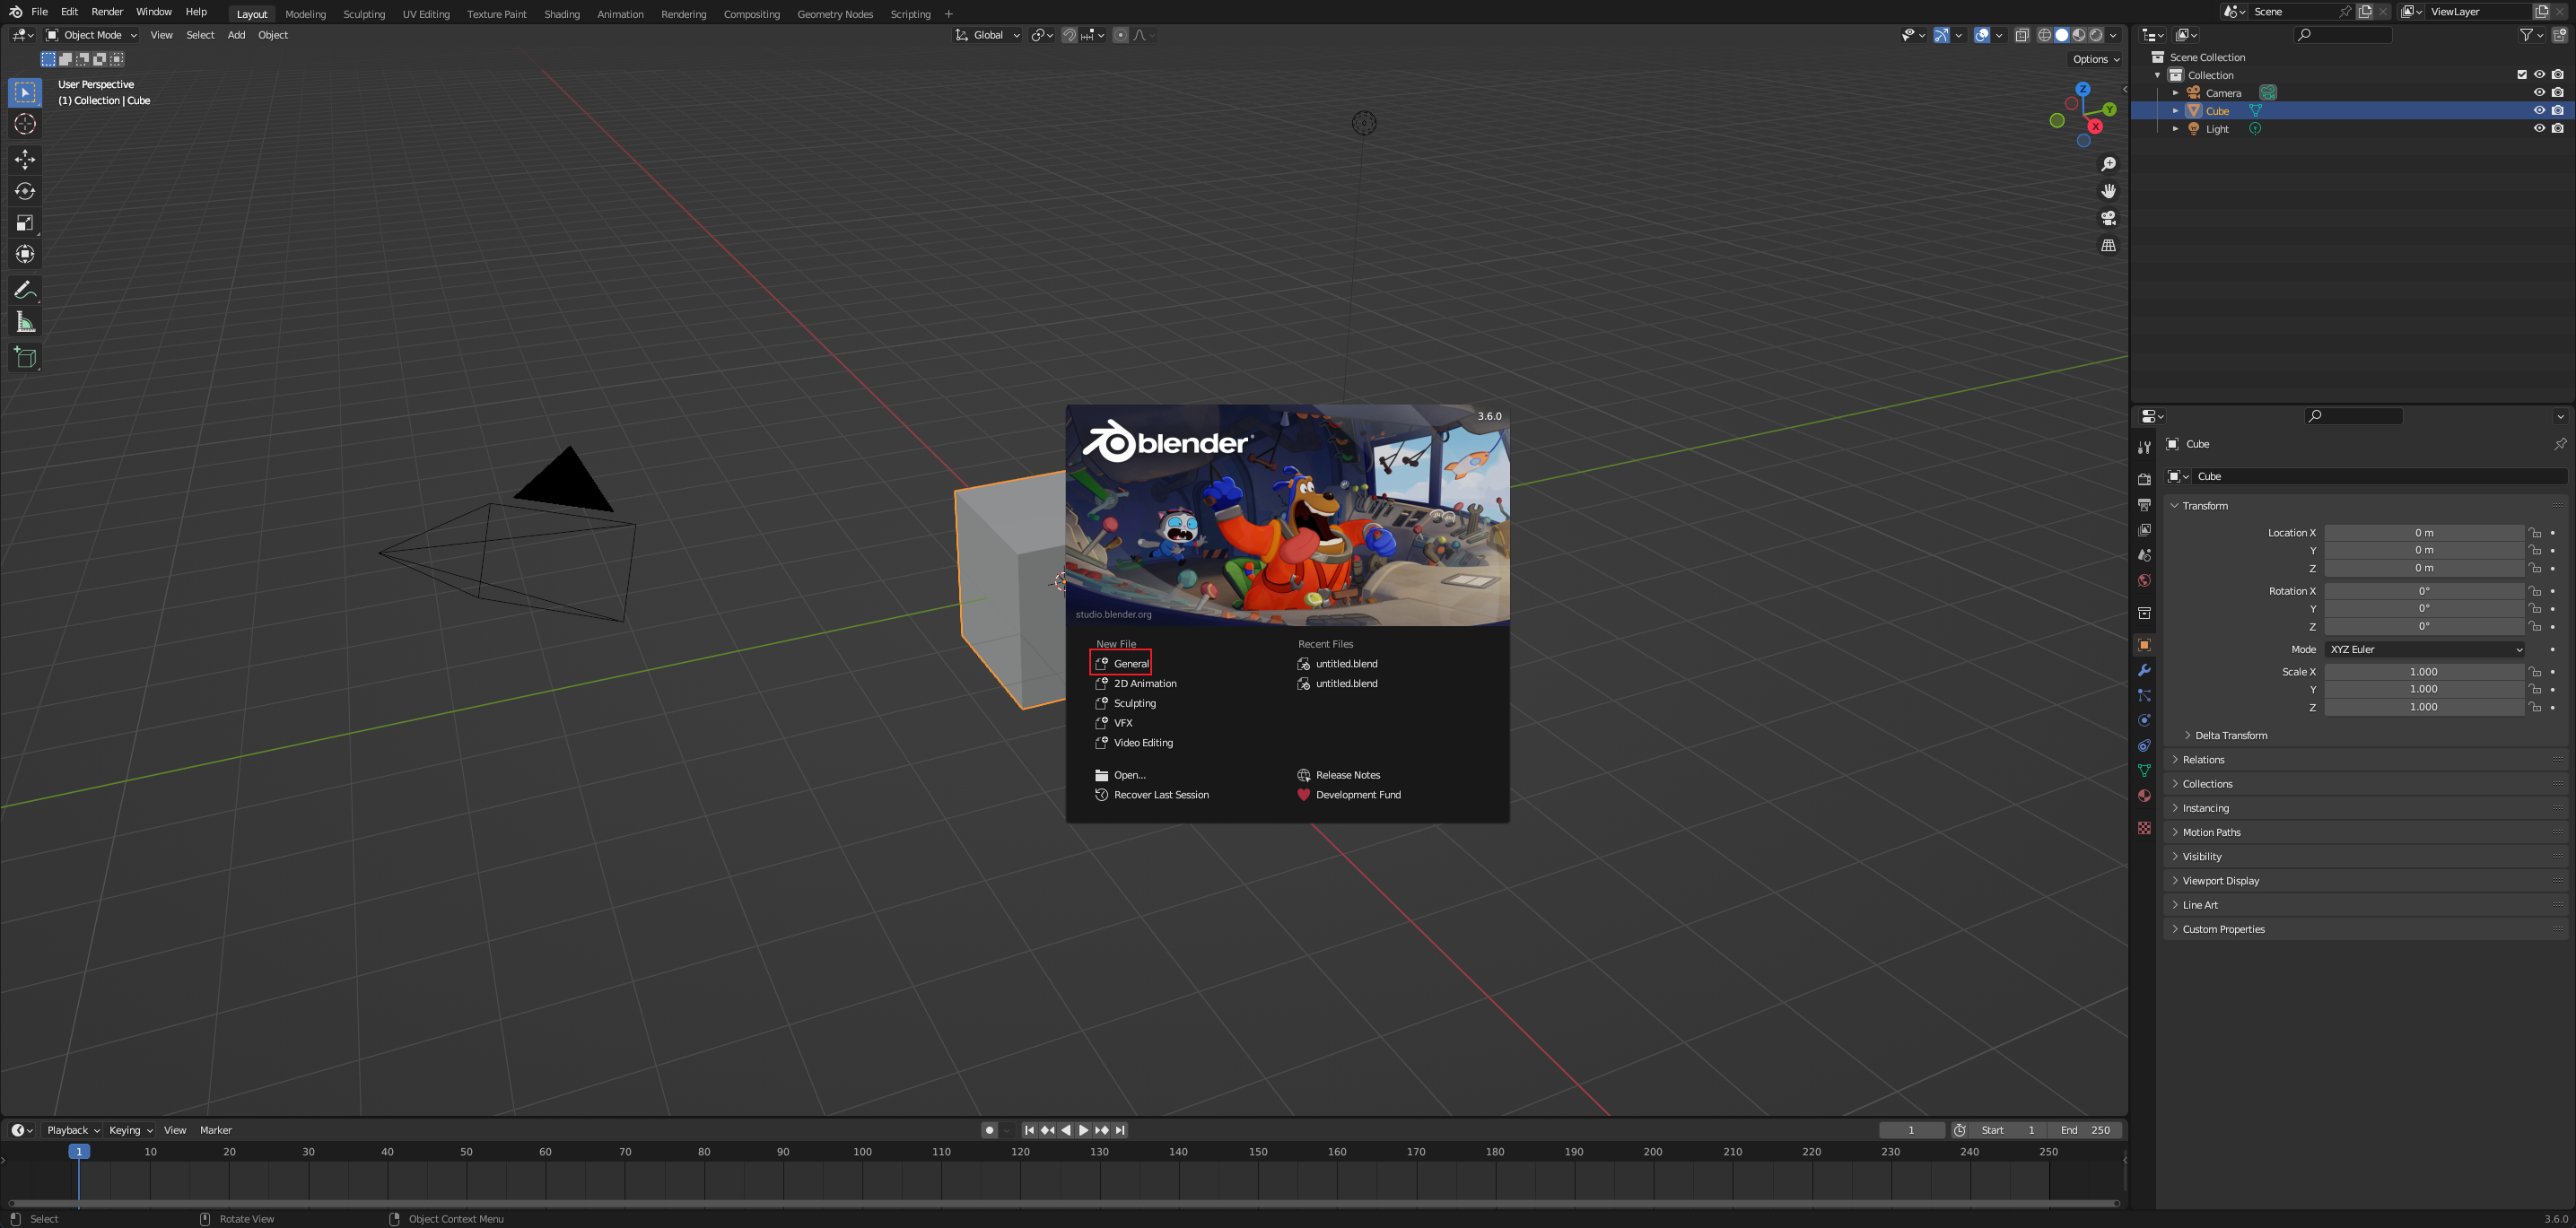 File Edit Render Window Help Layout Modeling Sculpting UV Editing Texture Paint Shading Animation Rendering Compositing Geometry Nodes Scripting + Scene ViewLayer
Object Mode View Select Add Object Global
Options
User Perspective
(1) Collection | Cube
Z
Y
X
Scene Collection
Collection
Camera
Cube
Light
3.6.0
blender
studio.blender.org
New File
General
2D Animation
Sculpting
VFX
Video Editing
Open...
Recover Last Session
Recent Files
untitled.blend
untitled.blend
Release Notes
Development Fund
Cube
Cube
Transform
Location X 0 m
Y 0 m
Z 0 m
Rotation X 0°
Y 0°
Z 0°
Mode XYZ Euler
Scale X 1.000
Y 1.000
Z 1.000
Delta Transform
Relations
Collections
Instancing
Motion Paths
Visibility
Viewport Display
Line Art
Custom Properties
Playback Keying View Marker 1 Start 1 End 250
1 10 20 30 40 50 60 70 80 90 100 110 120 130 140 150 160 170 180 190 200 210 220 230 240 250
Select Rotate View Object Context Menu 3.6.0